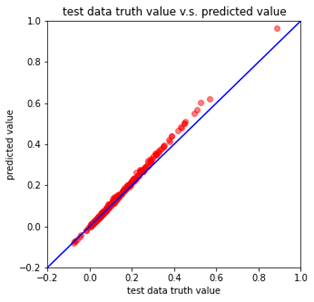 test data truth value v.s. predicted value
1.0
0.8
0.6
0.4
0.2
0.0
−0.2
predicted value
−0.2 0.0 0.2 0.4 0.6 0.8 1.0
test data truth value